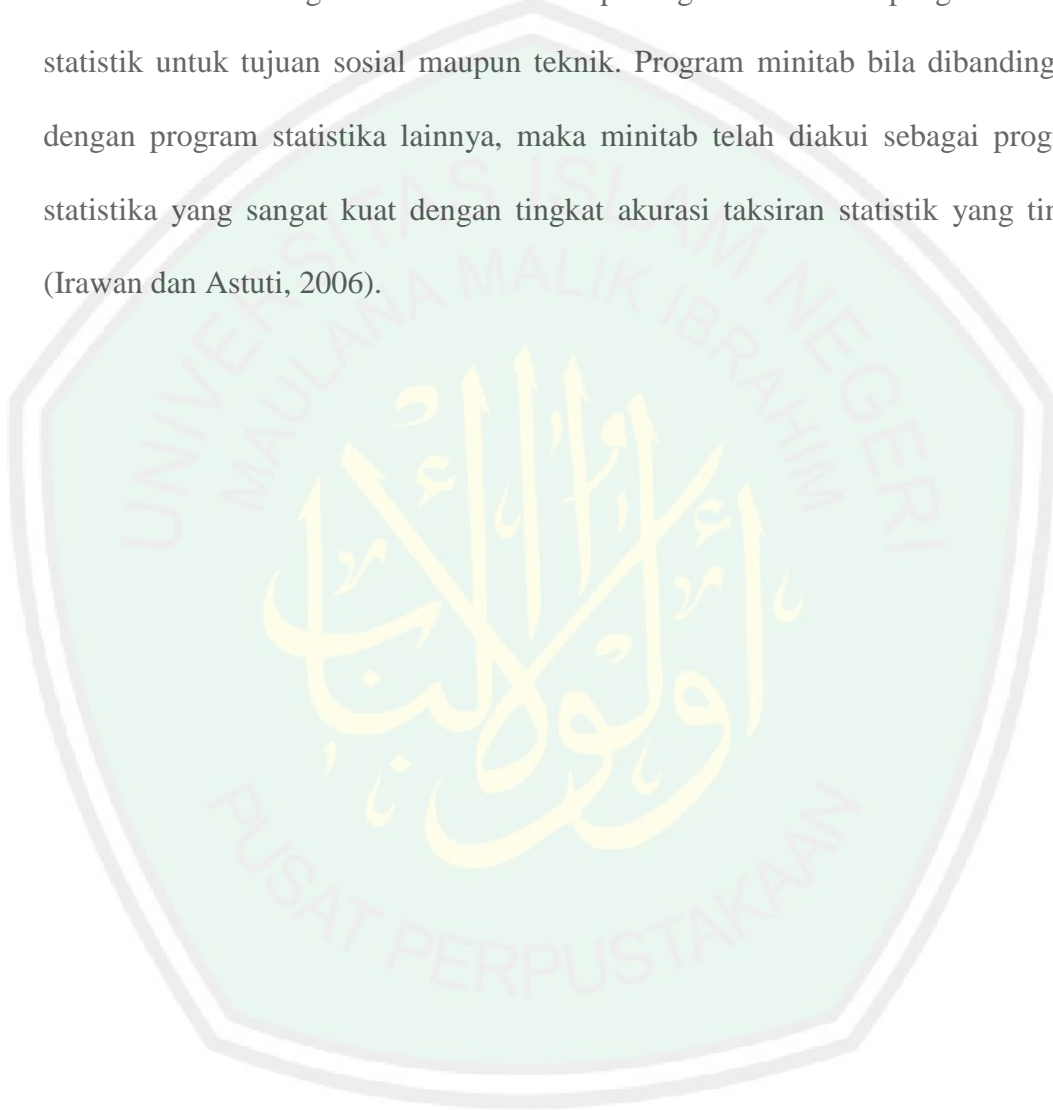 statistik untuk tujuan sosial maupun teknik. Program minitab bila dibanding
dengan program statistika lainnya, maka minitab telah diakui sebagai prog
statistika yang sangat kuat dengan tingkat akurasi taksiran statistik yang tin
(Irawan dan Astuti, 2006).
UNIVERSITAS ISLAM NEGERI
MAULANA MALIK IBRAHIM
أولوا الألباب
PUSAT PERPUSTAKAAN